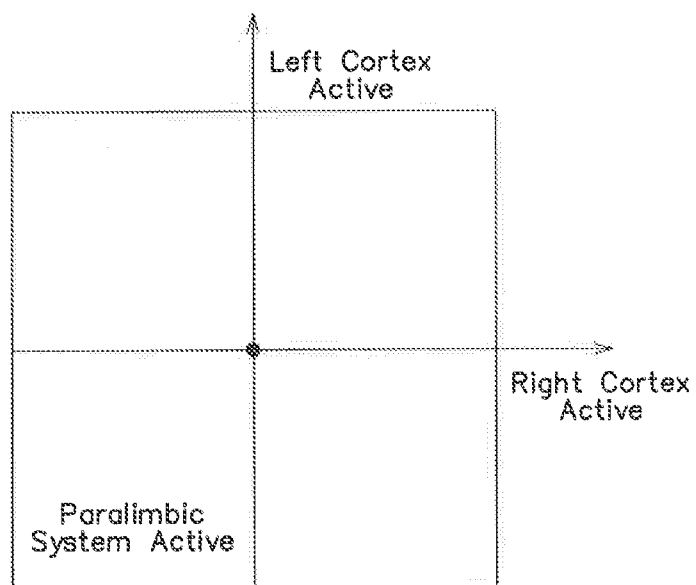 Left Cortex
Active
Right Cortex
Active
Paralimbic
System Active